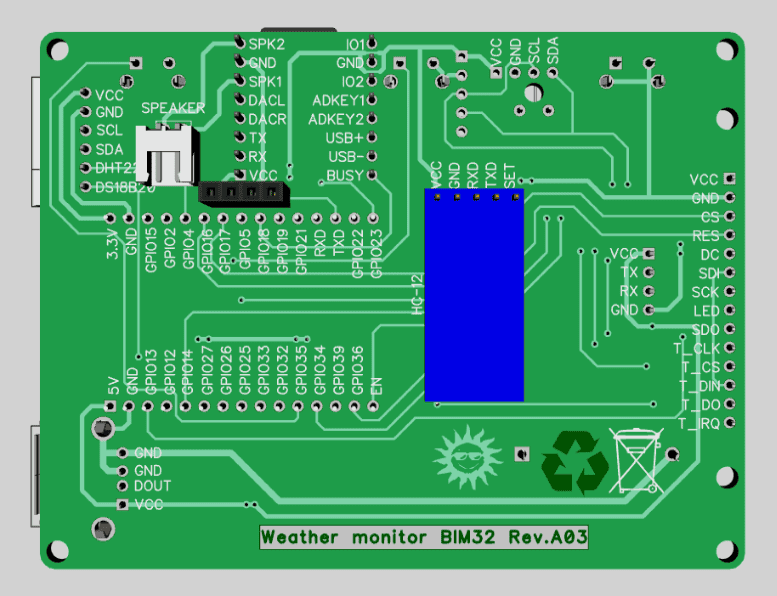 SPK2
GND
SPK1
DACL
DACR
TX
RX
VCC
IO1
GND
IO2
ADKEY1
ADKEY2
USB+
USB-
BUSY
VCC
GND
SCL
SDA
VCC
GND
SCL
SDA
DHT22
DS18B20
SPEAKER
VCC
GND
RXD
TXD
SET
HC-12
3.3V
GND
GPIO15
GPIO2
GPIO4
GPIO16
GPIO17
GPIO5
GPIO18
GPIO19
GPIO21
RXD
TXD
GPIO22
GPIO23
VCC
GND
CS
RES
DC
SDI
SCK
LED
SDO
T_CLK
T_CS
T_DIN
T_DO
T_IRQ
VCC
TX
RX
GND
5V
GND
GPIO13
GPIO12
GPIO14
GPIO27
GPIO26
GPIO25
GPIO33
GPIO32
GPIO35
GPIO34
GPIO39
GPIO36
EN
GND
GND
DOUT
VCC
Weather monitor BIM32 Rev.A03